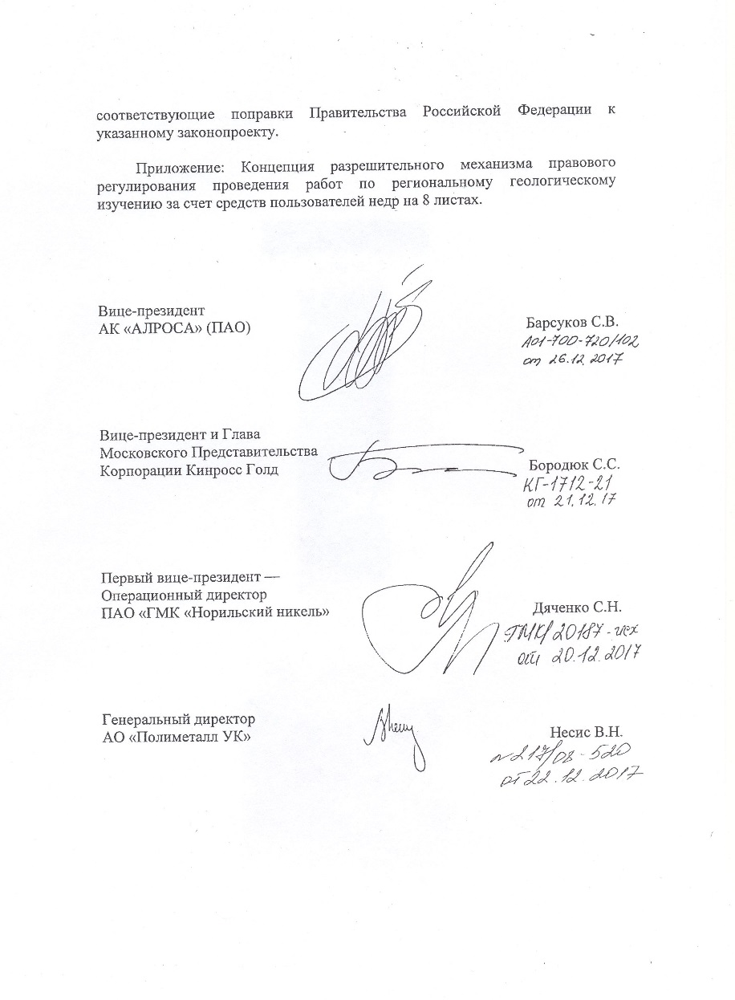 соответствующие поправки Правительства Российской Федерации к
указанному законопроекту.
Приложение: Концепция разрешительного механизма правового
регулирования проведения работ по региональному геологическому
изучению за счет средств пользователей недр на 8 листах.
Вице-президент
АК «АЛРОСА» (ПАО)
Барсуков С.В.
А01-700-720/102
от 26.12.2017
Вице-президент и Глава
Московского Представительства
Корпорации Кинросс Голд
Бородюк С.С.
КГ-1712-21
от 21.12.17
Первый вице-президент —
Операционный директор
ПАО «ГМК «Норильский никель»
Дяченко С.Н.
ГМК/20187-исх
от 20.12.2017
Генеральный директор
АО «Полиметалл УК»
Несис В.Н.
№217/08-520
от 22.12.2017